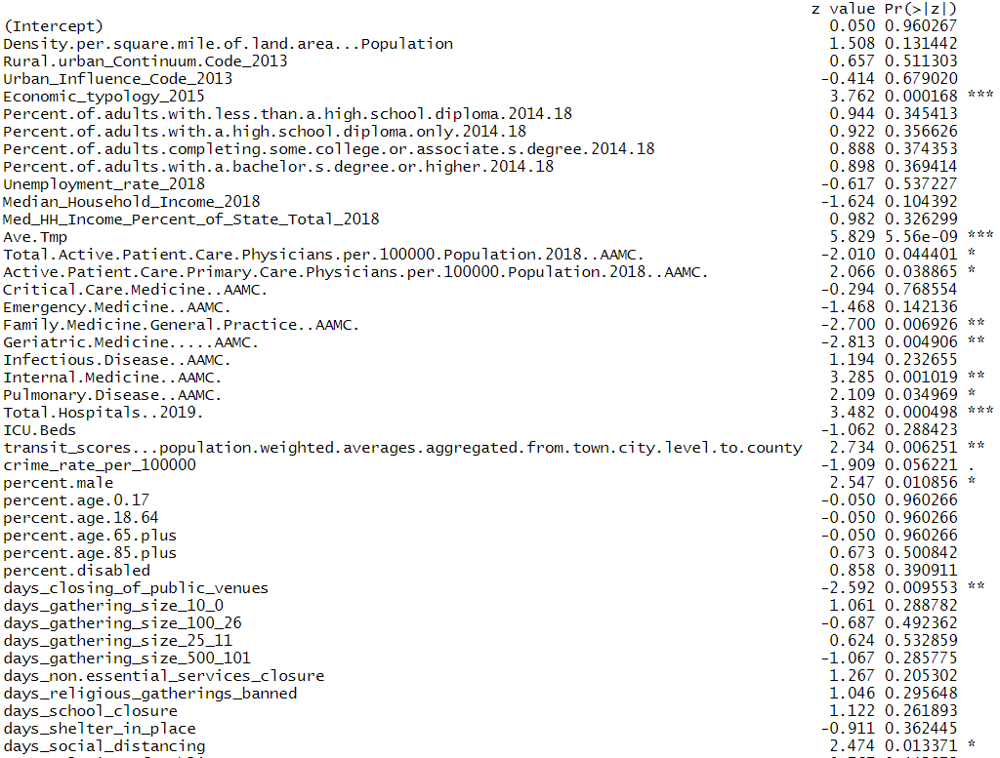 z value Pr(>|z|)
(Intercept) 0.050 0.960267
Density.per.square.mile.of.land.area...Population 1.508 0.131442
Rural.urban_Continuum.Code_2013 0.657 0.511303
Urban_Influence_Code_2013 -0.414 0.679020
Economic_typology_2015 3.762 0.000168 ***
Percent.of.adults.with.less.than.a.high.school.diploma.2014.18 0.944 0.345413
Percent.of.adults.with.a.high.school.diploma.only.2014.18 0.922 0.356626
Percent.of.adults.completing.some.college.or.associate.s.degree.2014.18 0.888 0.374353
Percent.of.adults.with.a.bachelor.s.degree.or.higher.2014.18 0.898 0.369414
Unemployment_rate_2018 -0.617 0.537227
Median_Household_Income_2018 -1.624 0.104392
Med_HH_Income_Percent_of_State_Total_2018 0.982 0.326299
Ave.Tmp 5.829 5.56e-09 ***
Total.Active.Patient.Care.Physicians.per.100000.Population.2018..AAMC. -2.010 0.044401 *
Active.Patient.Care.Primary.Care.Physicians.per.100000.Population.2018..AAMC. 2.066 0.038865 *
Critical.Care.Medicine..AAMC. -0.294 0.768554
Emergency.Medicine..AAMC. -1.468 0.142136
Family.Medicine.General.Practice..AAMC. -2.700 0.006926 **
Geriatric.Medicine.....AAMC. -2.813 0.004906 **
Infectious.Disease..AAMC. 1.194 0.232655
Internal.Medicine..AAMC. 3.285 0.001019 **
Pulmonary.Disease..AAMC. 2.109 0.034969 *
Total.Hospitals..2019. 3.482 0.000498 ***
ICU.Beds -1.062 0.288423
transit_scores...population.weighted.averages.aggregated.from.town.city.level.to.county 2.734 0.006251 **
crime_rate_per_100000 -1.909 0.056221 .
percent.male 2.547 0.010856 *
percent.age.0.17 -0.050 0.960266
percent.age.18.64 -0.050 0.960266
percent.age.65.plus -0.050 0.960266
percent.age.85.plus 0.673 0.500842
percent.disabled 0.858 0.390911
days_closing_of_public_venues -2.592 0.009553 **
days_gathering_size_10_0 1.061 0.288782
days_gathering_size_100_26 -0.687 0.492362
days_gathering_size_25_11 0.624 0.532859
days_gathering_size_500_101 -1.067 0.285775
days_non.essential_services_closure 1.267 0.205302
days_religious_gatherings_banned 1.046 0.295648
days_school_closure 1.122 0.261893
days_shelter_in_place -0.911 0.362445
days_social_distancing 2.474 0.013371 *